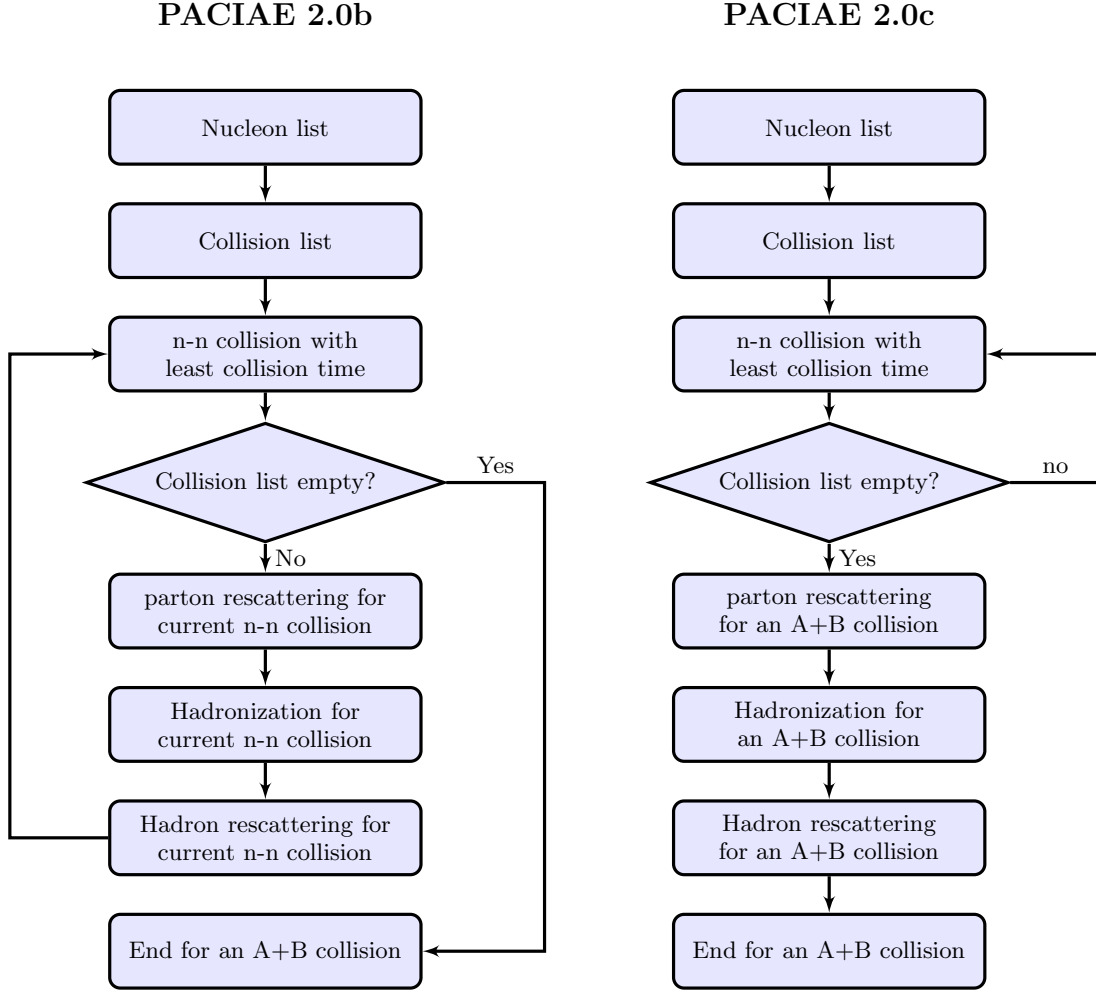 PACIAE 2.0b
Nucleon list
Collision list
n-n collision with
least collision time
Collision list empty?
Yes
No
parton rescattering for
current n-n collision
Hadronization for
current n-n collision
Hadron rescattering for
current n-n collision
End for an A+B collision
PACIAE 2.0c
Nucleon list
Collision list
n-n collision with
least collision time
Collision list empty?
no
Yes
parton rescattering
for an A+B collision
Hadronization for
an A+B collision
Hadron rescattering
for an A+B collision
End for an A+B collision